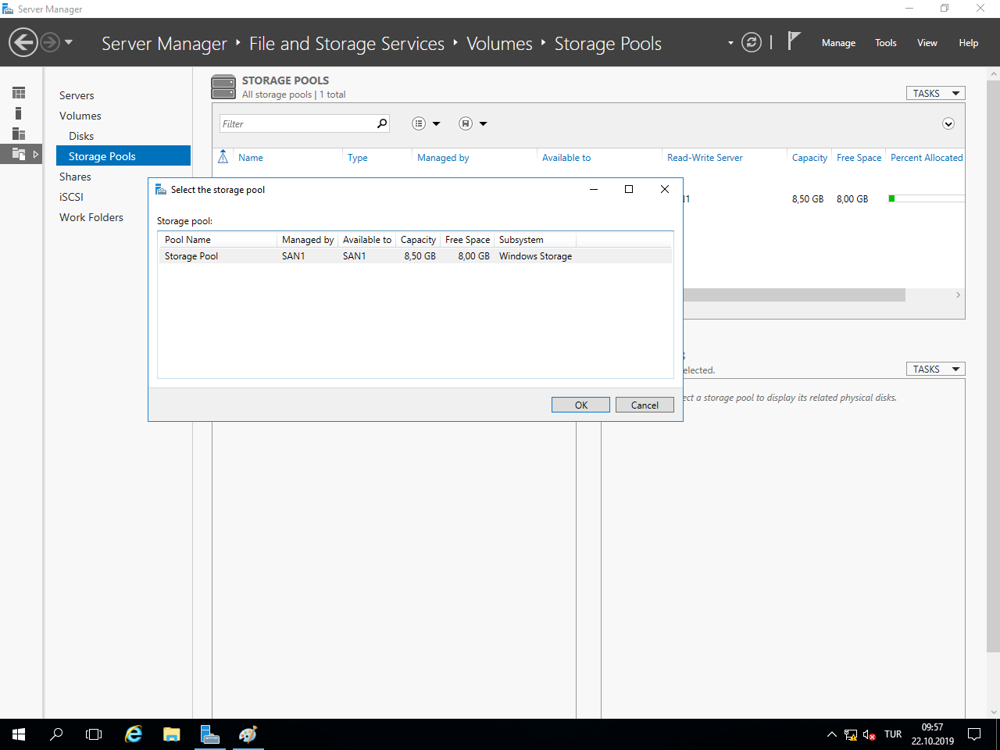 Server Manager
Server Manager ‣ File and Storage Services ‣ Volumes ‣ Storage Pools
Manage Tools View Help
Servers
Volumes
Disks
Storage Pools
Shares
iSCSI
Work Folders
STORAGE POOLS
All storage pools | 1 total
TASKS
Filter
Name Type Managed by Available to Read-Write Server Capacity Free Space Percent Allocated
8,50 GB 8,00 GB
Select the storage pool
Storage pool:
Pool Name Managed by Available to Capacity Free Space Subsystem
Storage Pool SAN1 SAN1 8,50 GB 8,00 GB Windows Storage
OK Cancel
elected.
TASKS
a storage pool to display its related physical disks.
TUR
09:57
22.10.2019